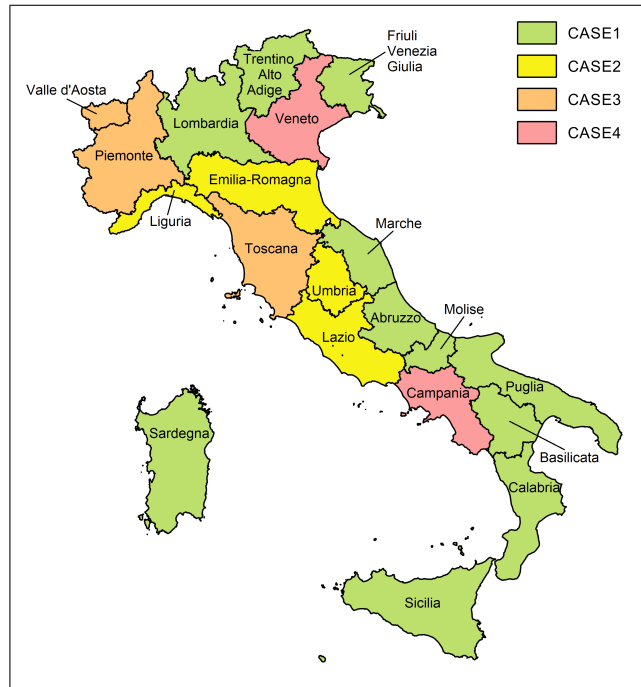 Friuli
Venezia
Giulia
CASE1
CASE2
CASE3
CASE4
Trentino
Alto
Adige
Valle d'Aosta
Lombardia
Veneto
Piemonte
Emilia-Romagna
Liguria
Marche
Toscana
Umbria
Abruzzo
Molise
Lazio
Puglia
Campania
Sardegna
Basilicata
Calabria
Sicilia